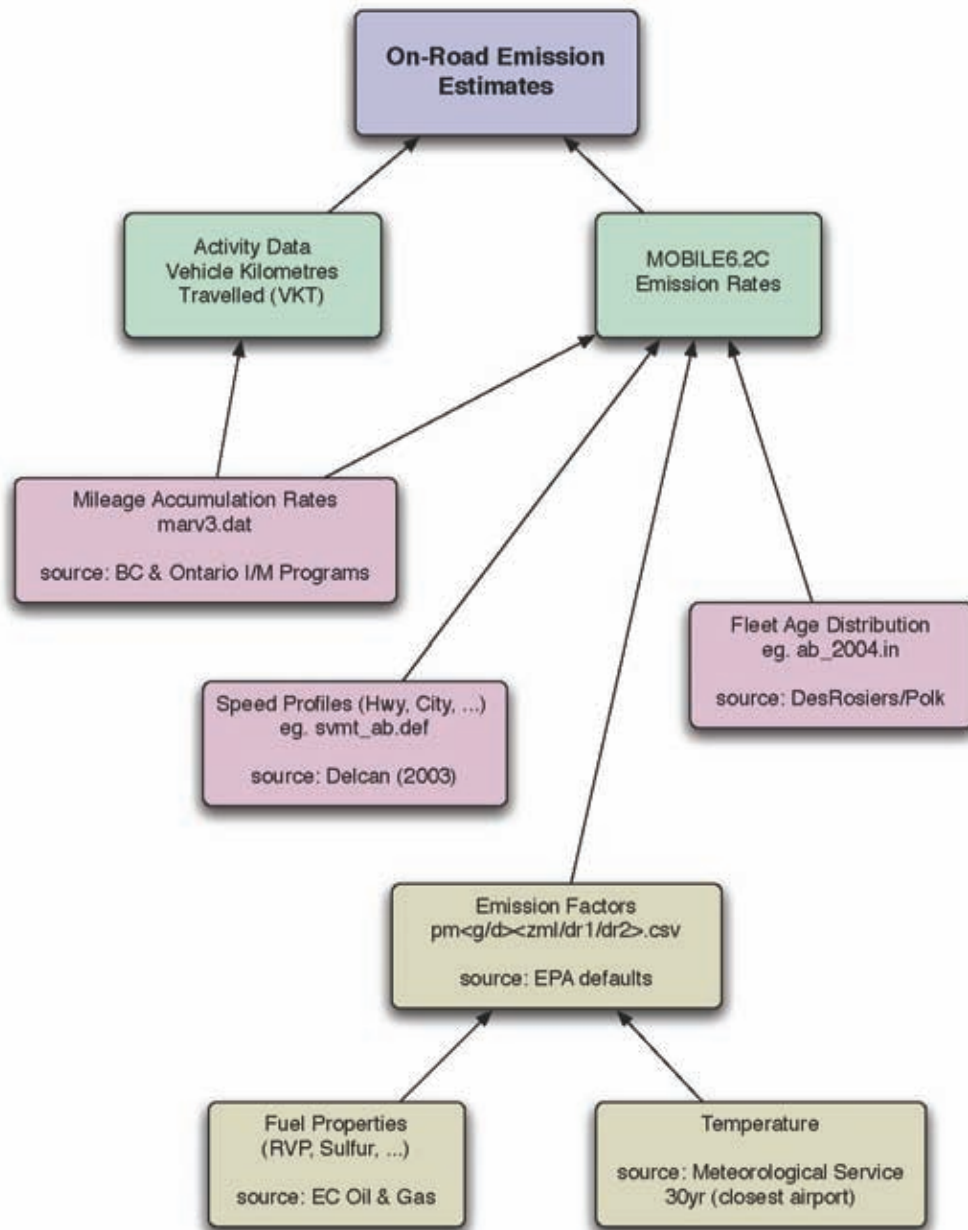 On-Road Emission
Estimates
Activity Data
Vehicle Kilometres
Travelled (VKT)
MOBILE6.2C
Emission Rates
Mileage Accumulation Rates
marv3.dat
source: BC & Ontario I/M Programs
Fleet Age Distribution
eg. ab_2004.in
source: DesRosiers/Polk
Speed Profiles (Hwy, City, ...)
eg. svmt_ab.def
source: Delcan (2003)
Emission Factors
pm<g/d><zml/dr1/dr2>.csv
source: EPA defaults
Fuel Properties
(RVP, Sulfur, ...)
source: EC Oil & Gas
Temperature
source: Meteorological Service
30yr (closest airport)